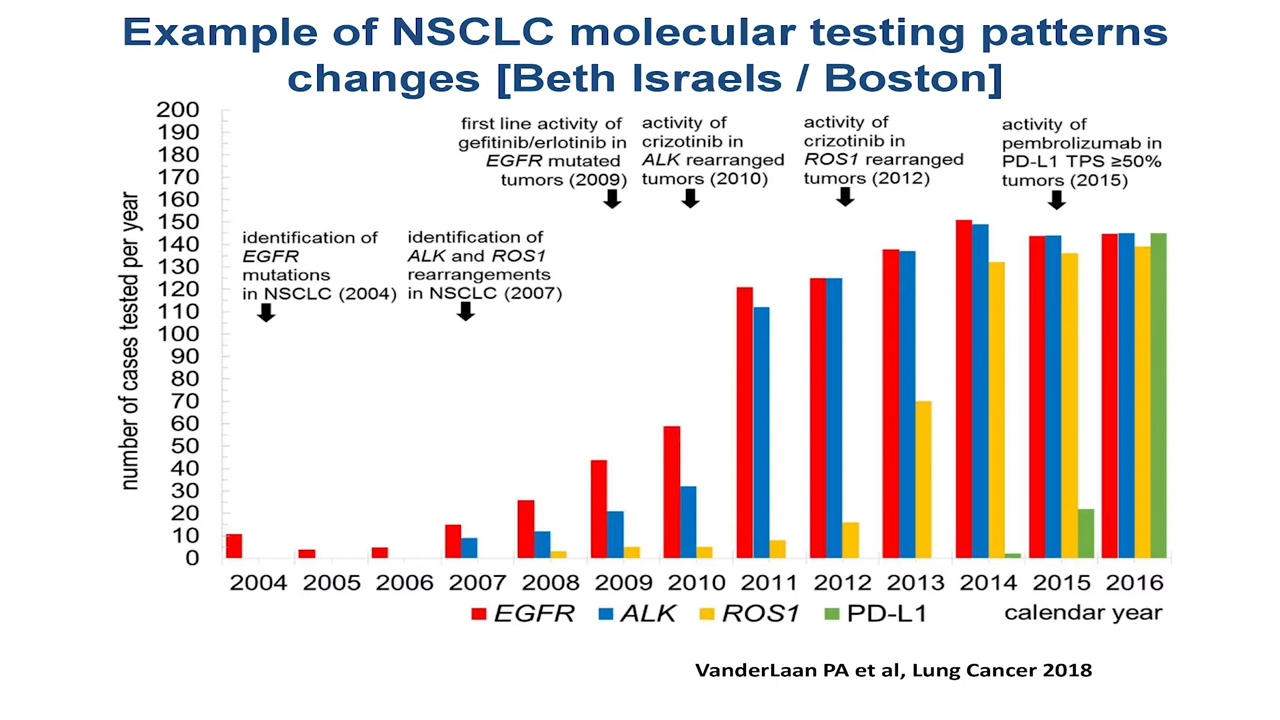 Example of NSCLC molecular testing patterns
changes [Beth Israels / Boston]
200
190
180
170
160
150
140
130
120
110
100
90
80
70
60
50
40
30
20
10
0
number of cases tested per year
identification of
EGFR
mutations
in NSCLC (2004)
identification of
ALK and ROS1
rearrangements
in NSCLC (2007)
first line activity of
gefitinib/erlotinib in
EGFR mutated
tumors (2009)
activity of
crizotinib in
ALK rearranged
tumors (2010)
activity of
crizotinib in
ROS1 rearranged
tumors (2012)
activity of
pembrolizumab in
PD-L1 TPS ≥50%
tumors (2015)
2004 2005 2006 2007 2008 2009 2010 2011 2012 2013 2014 2015 2016
EGFR ALK ROS1 PD-L1 calendar year
VanderLaan PA et al, Lung Cancer 2018